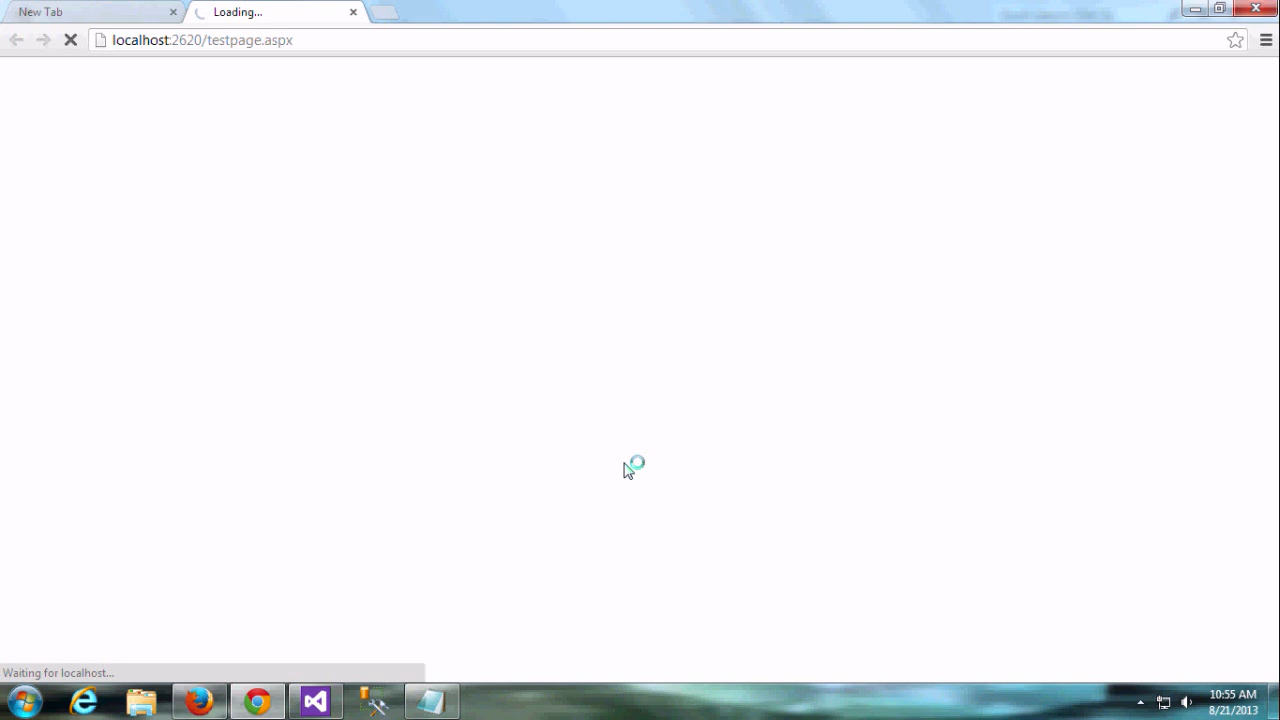 New Tab
Loading...
localhost:2620/testpage.aspx
Waiting for localhost...
10:55 AM
8/21/2013